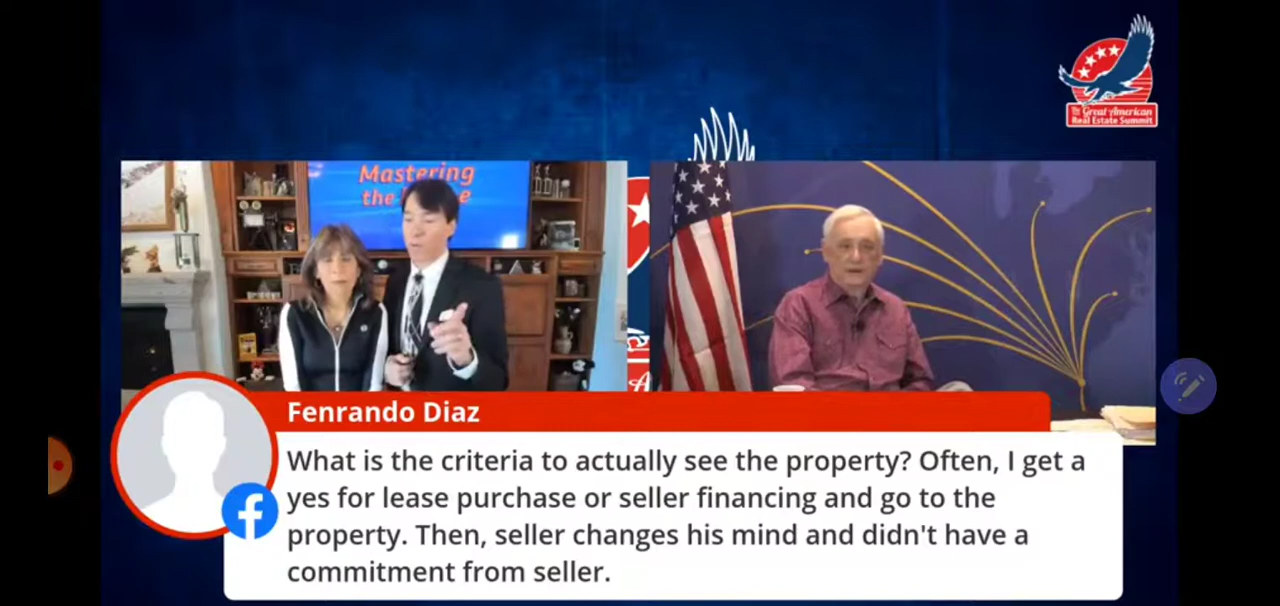 The Great American
Real Estate Summit
Mastering
the
Fenrando Diaz
What is the criteria to actually see the property? Often, I get a
yes for lease purchase or seller financing and go to the
property. Then, seller changes his mind and didn't have a
commitment from seller.